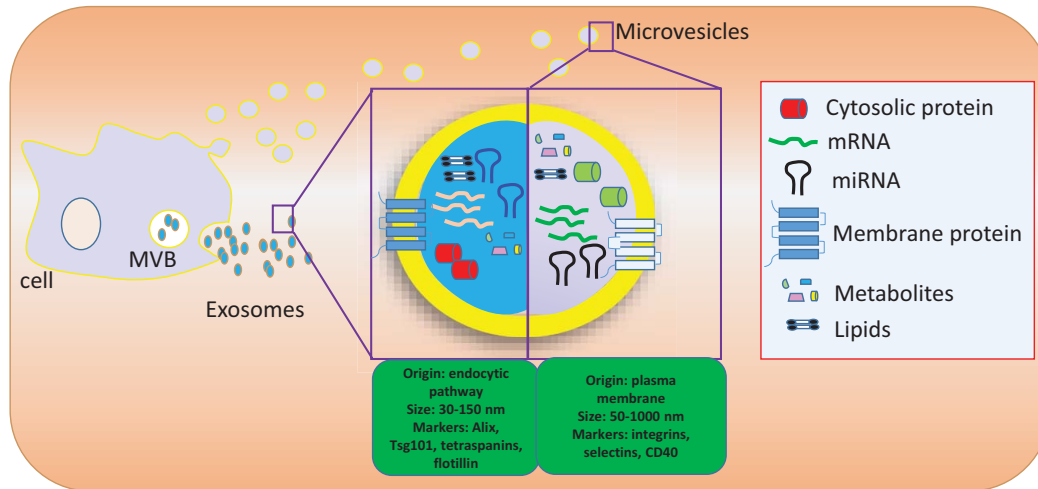 Microvesicles
cell
MVB
Exosomes
Origin: endocytic
pathway
Size: 30-150 nm
Markers: Alix,
Tsg101, tetraspanins,
flotillin
Origin: plasma
membrane
Size: 50-1000 nm
Markers: integrins,
selectins, CD40
Cytosolic protein
mRNA
miRNA
Membrane protein
Metabolites
Lipids